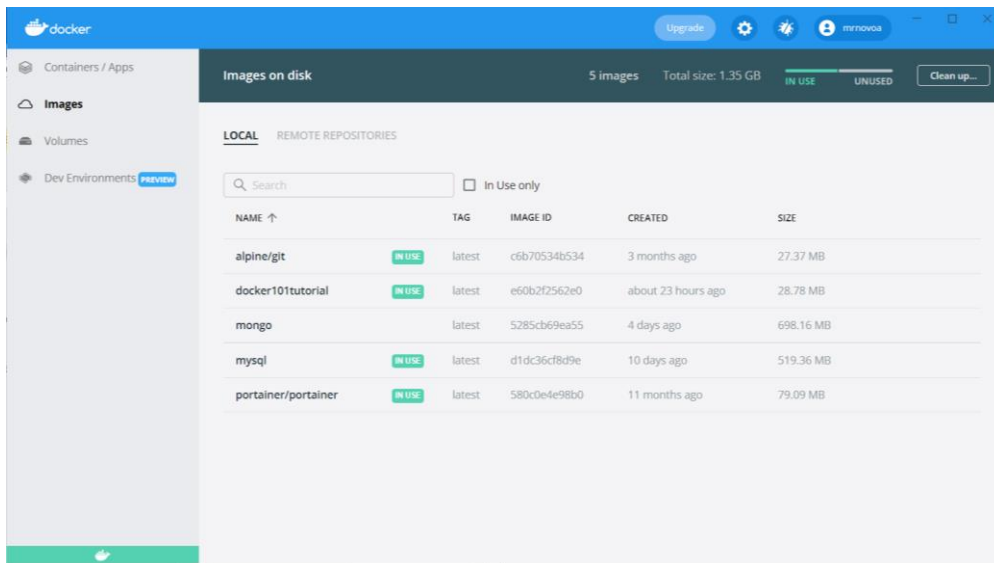 docker
Upgrade
mrnovoa
Containers / Apps
Images
Volumes
Dev Environments PREVIEW
Images on disk
5 images Total size: 1.35 GB
IN USE UNUSED
Clean up...
LOCAL REMOTE REPOSITORIES
Search
In Use only
NAME TAG IMAGE ID CREATED SIZE
alpine/git IN USE latest c6b70534b534 3 months ago 27.37 MB
docker101tutorial IN USE latest e60b2f2562e0 about 23 hours ago 28.78 MB
mongo latest 5285cb69ea55 4 days ago 698.16 MB
mysql IN USE latest d1dc36cf8d9e 10 days ago 519.36 MB
portainer/portainer IN USE latest 580c0e4e98b0 11 months ago 79.09 MB